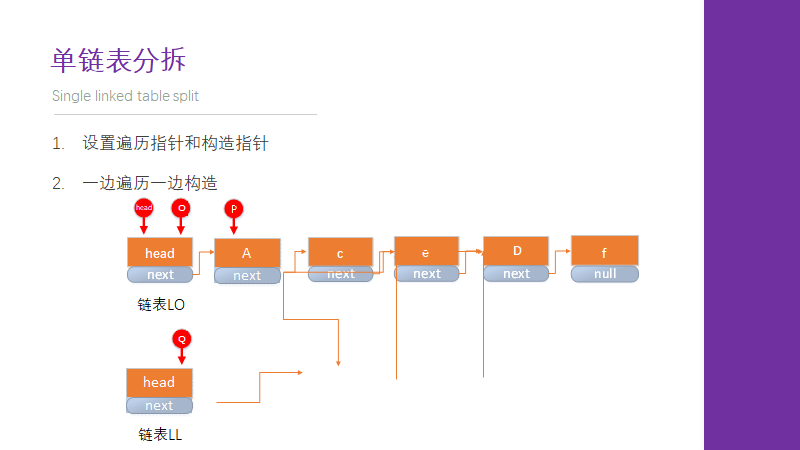 单链表分拆
Single linked table split
1. 设置遍历指针和构造指针
2. 一边遍历一边构造
head O P
head A c e D f
next next next next next null
链表LO
Q
head
next
链表LL